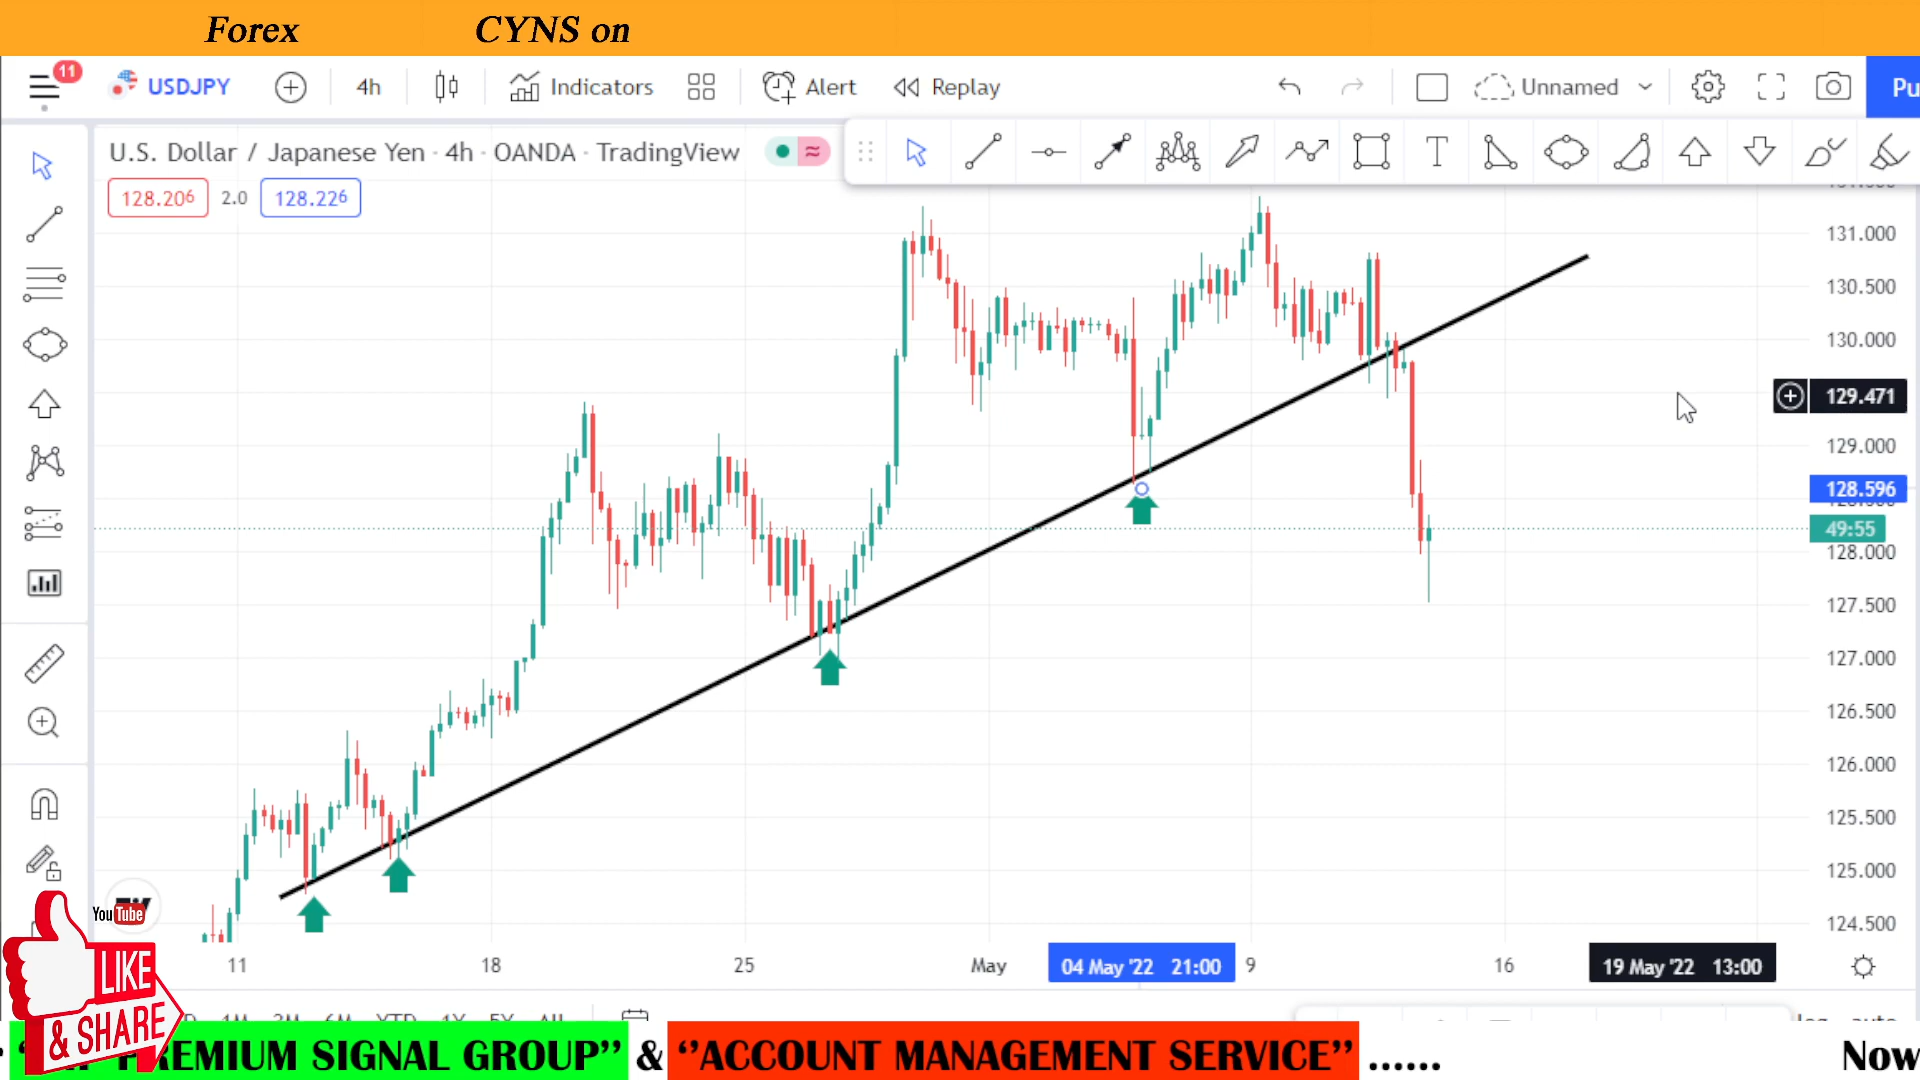 Forex CYNS on
11 USDJPY 4h Indicators Alert Replay Unnamed Pu
U.S. Dollar / Japanese Yen · 4h · OANDA · TradingView
128.206 2.0 128.226
131.000
130.500
130.000
129.471
129.000
128.596
49:55
128.000
127.500
127.000
126.500
126.000
125.500
125.000
124.500
11 18 25 May 04 May '22 21:00 9 16 19 May '22 13:00
YouTube
LIKE
& SHARE
PREMIUM SIGNAL GROUP’’ & ‘’ACCOUNT MANAGEMENT SERVICE’’ ...... Now